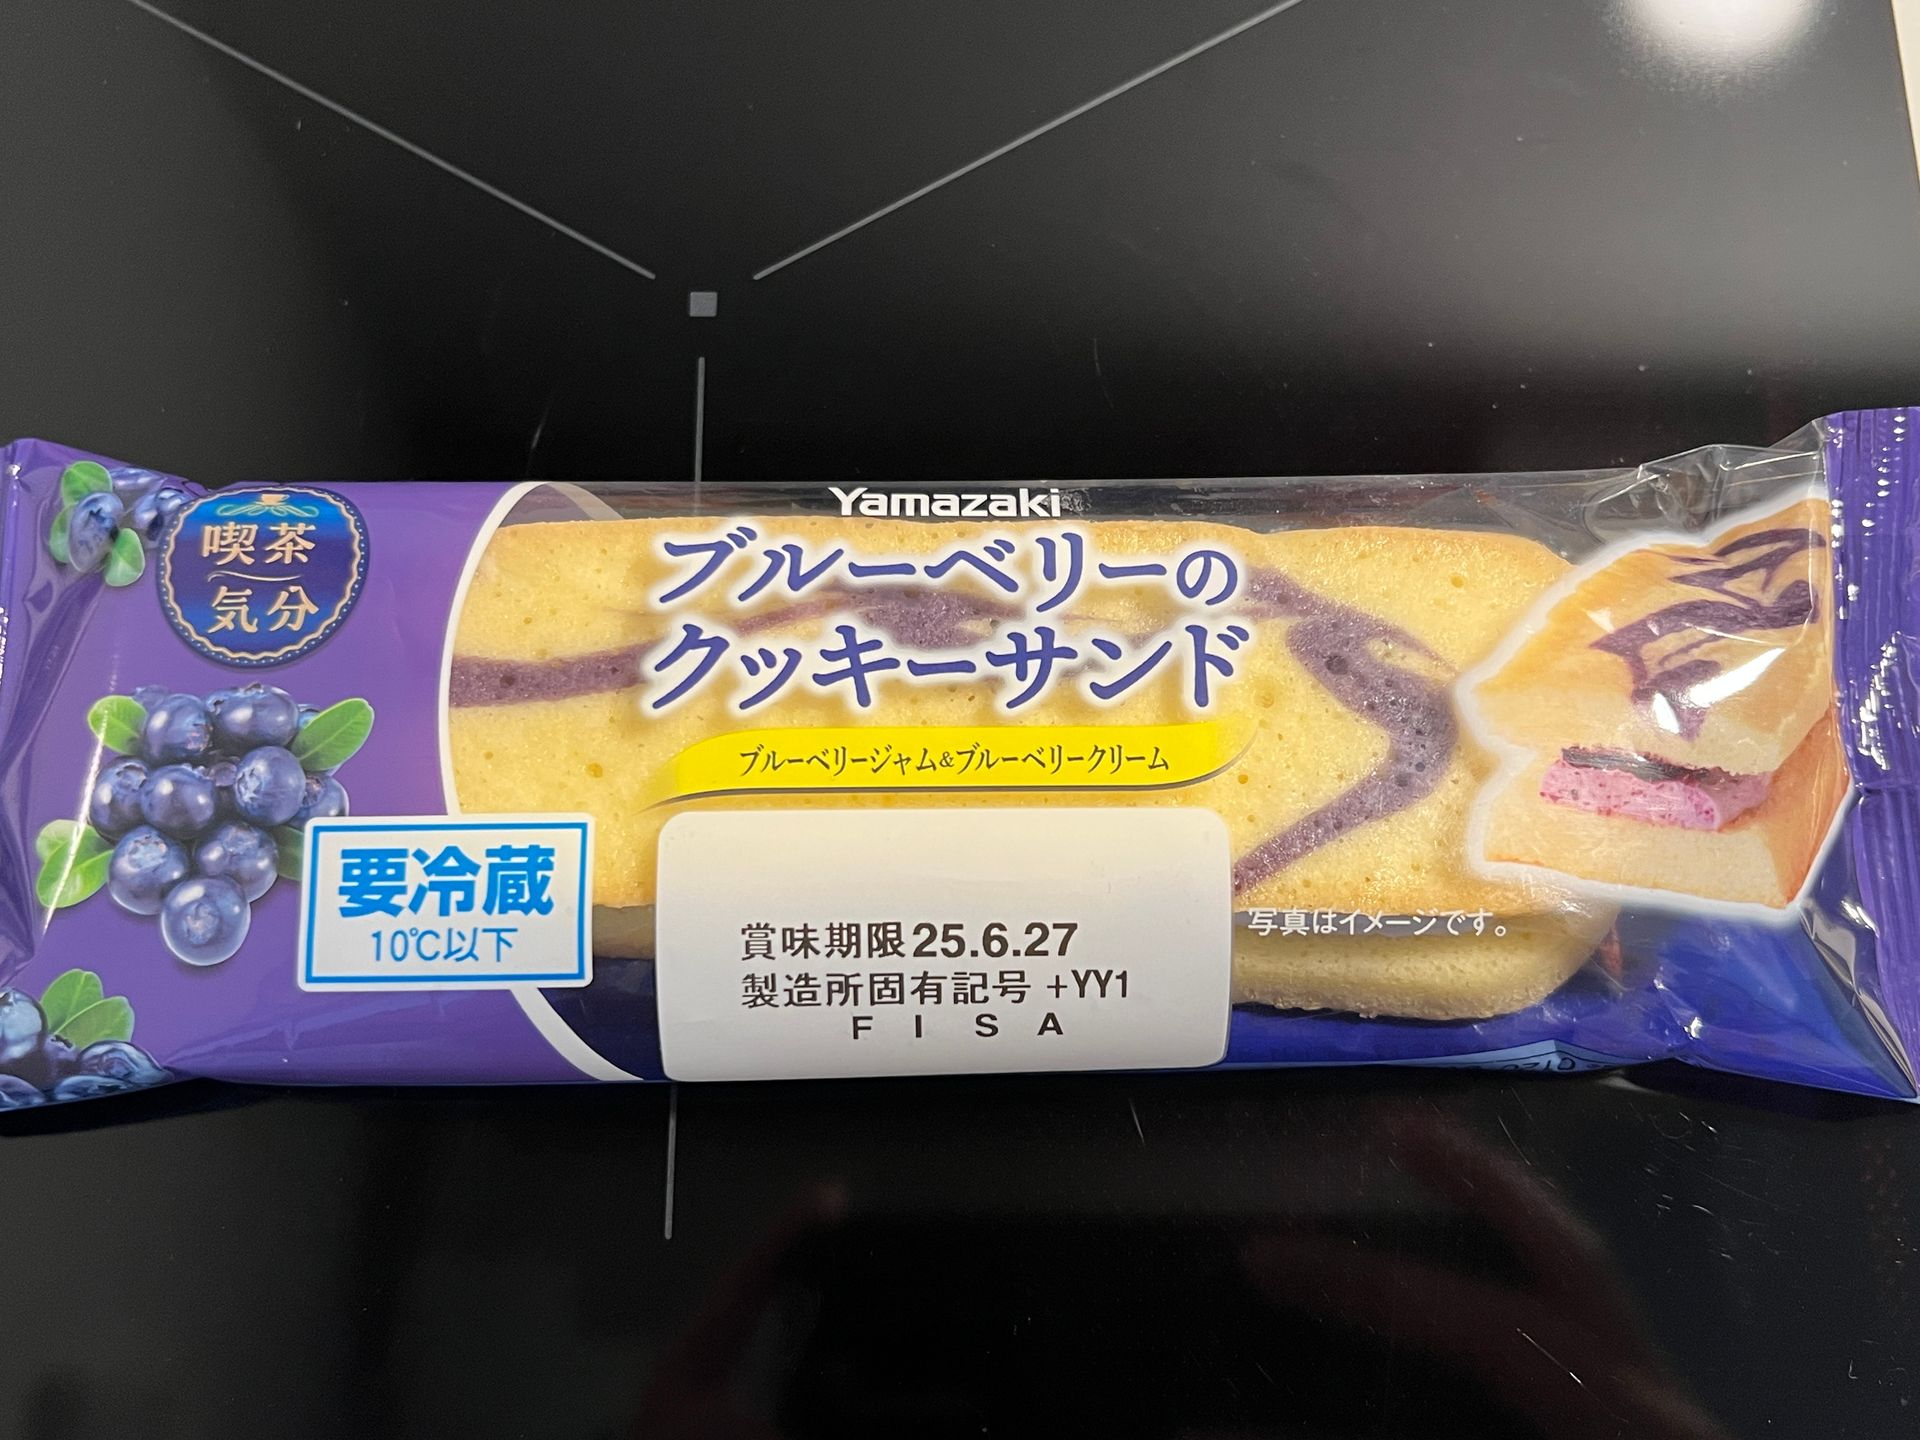 Yamazaki
喫茶
気分
ブルーベリーの
クッキーサンド
ブルーベリージャム&ブルーベリークリーム
要冷蔵
10℃以下
賞味期限25.6.27
製造所固有記号 +YY1
F I S A
写真はイメージです。